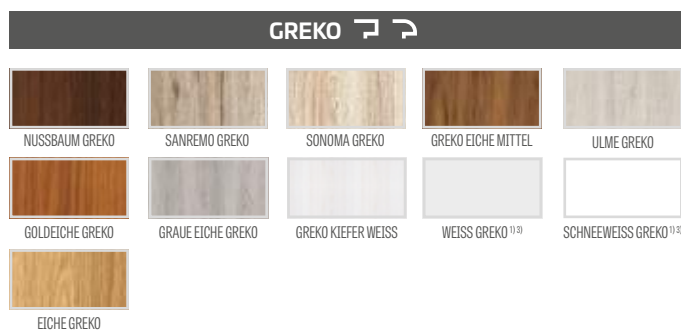 GREKO
NUSSBAUM GREKO
SANREMO GREKO
SONOMA GREKO
GREKO EICHE MITTEL
ULME GREKO
GOLDEICHE GREKO
GRAUE EICHE GREKO
GREKO KIEFER WEISS
WEISS GREKO 1) 3)
SCHNEEWEISS GREKO 1) 3)
EICHE GREKO